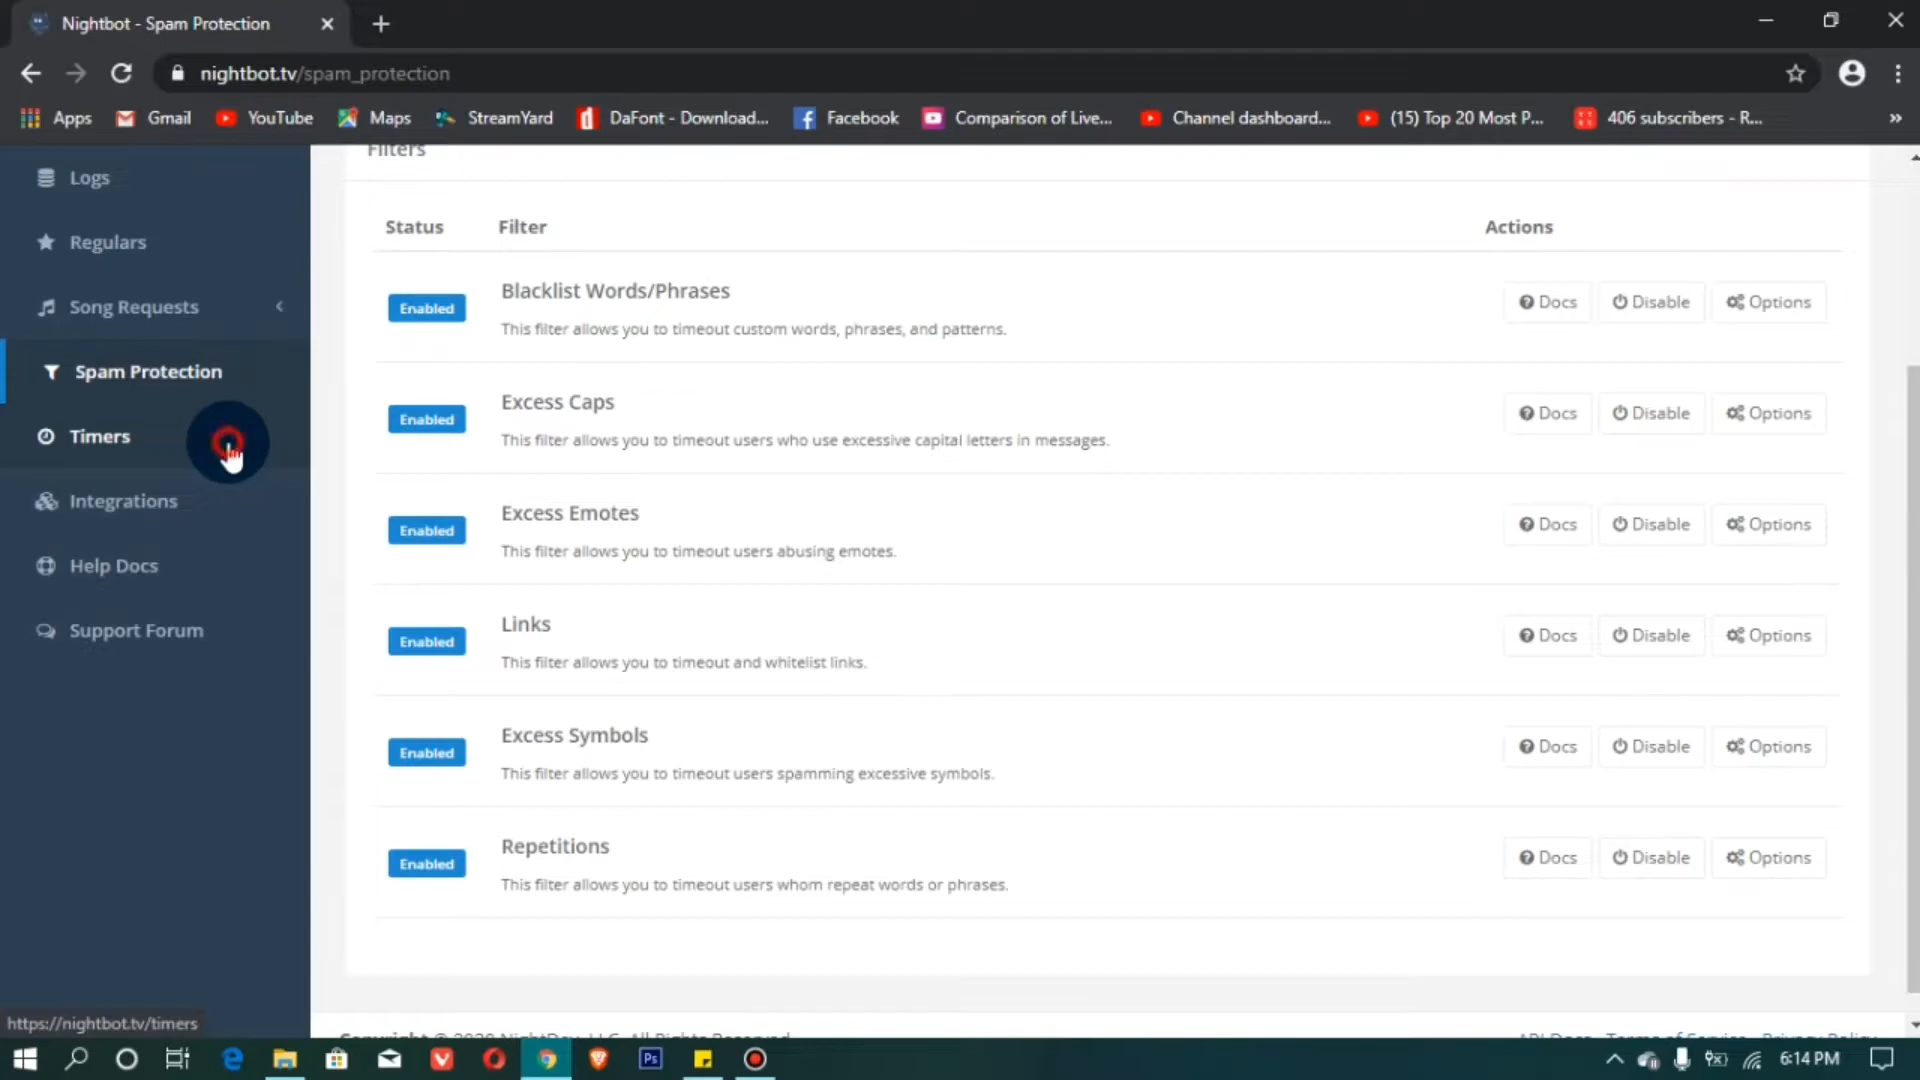 Nightbot - Spam Protection
nightbot.tv/spam_protection
Apps Gmail YouTube Maps StreamYard DaFont - Download... Facebook Comparison of Live... Channel dashboard... (15) Top 20 Most P... 406 subscribers - R... »
Logs
Regulars
Song Requests
Spam Protection
Timers
Integrations
Help Docs
Support Forum
Filters
Status Filter Actions
Enabled Blacklist Words/Phrases Docs Disable Options
This filter allows you to timeout custom words, phrases, and patterns.
Enabled Excess Caps Docs Disable Options
This filter allows you to timeout users who use excessive capital letters in messages.
Enabled Excess Emotes Docs Disable Options
This filter allows you to timeout users abusing emotes.
Enabled Links Docs Disable Options
This filter allows you to timeout and whitelist links.
Enabled Excess Symbols Docs Disable Options
This filter allows you to timeout users spamming excessive symbols.
Enabled Repetitions Docs Disable Options
This filter allows you to timeout users whom repeat words or phrases.
https://nightbot.tv/timers
Copyright © 2020 NightDev, LLC. All Rights Reserved. API Docs Terms of Service Privacy Policy
Ps
6:14 PM